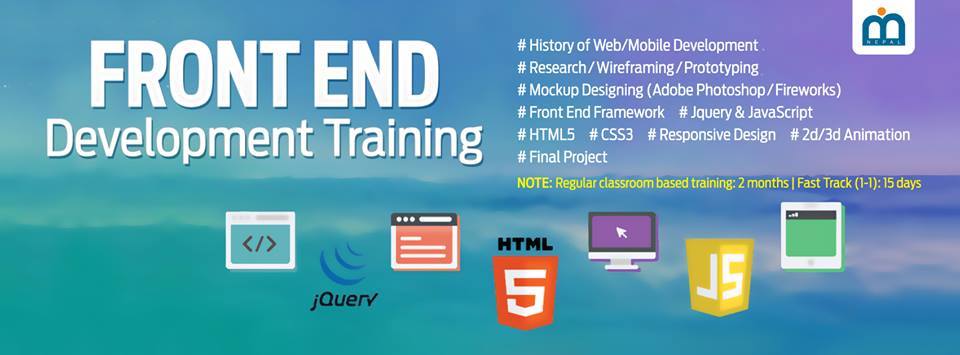 FRONT END
Development Training
# History of Web/Mobile Development
# Research/Wireframing/Prototyping
# Mockup Designing (Adobe Photoshop/Fireworks)
# Front End Framework # Jquery & JavaScript
# HTML5 # CSS3 # Responsive Design # 2d/3d Animation
# Final Project
NOTE: Regular classroom based training: 2 months | Fast Track (1-1): 15 days
NEPAL
</>
jQuery
HTML
5
JS